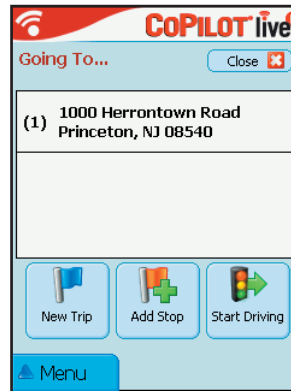 CoPilot live
Going To...
Close
(1) 1000 Herrontown Road
Princeton, NJ 08540
New Trip
Add Stop
Start Driving
Menu